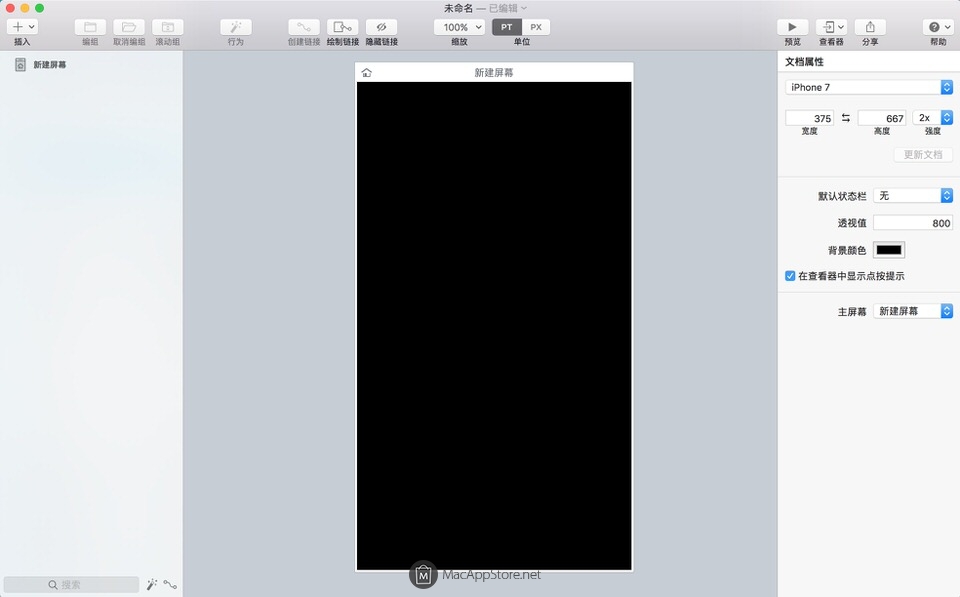 未命名 — 已编辑
100% PT PX
插入 编组 取消编组 滚动组 行为 创建链接 绘制链接 隐藏链接 缩放 单位 预览 查看器 分享 帮助
新建屏幕
新建屏幕
文档属性
iPhone 7
375 667 2x
宽度 高度 强度
更新文档
默认状态栏 无
透视值 800
背景颜色
在查看器中显示点按提示
主屏幕 新建屏幕
搜索
MacAppStore.net